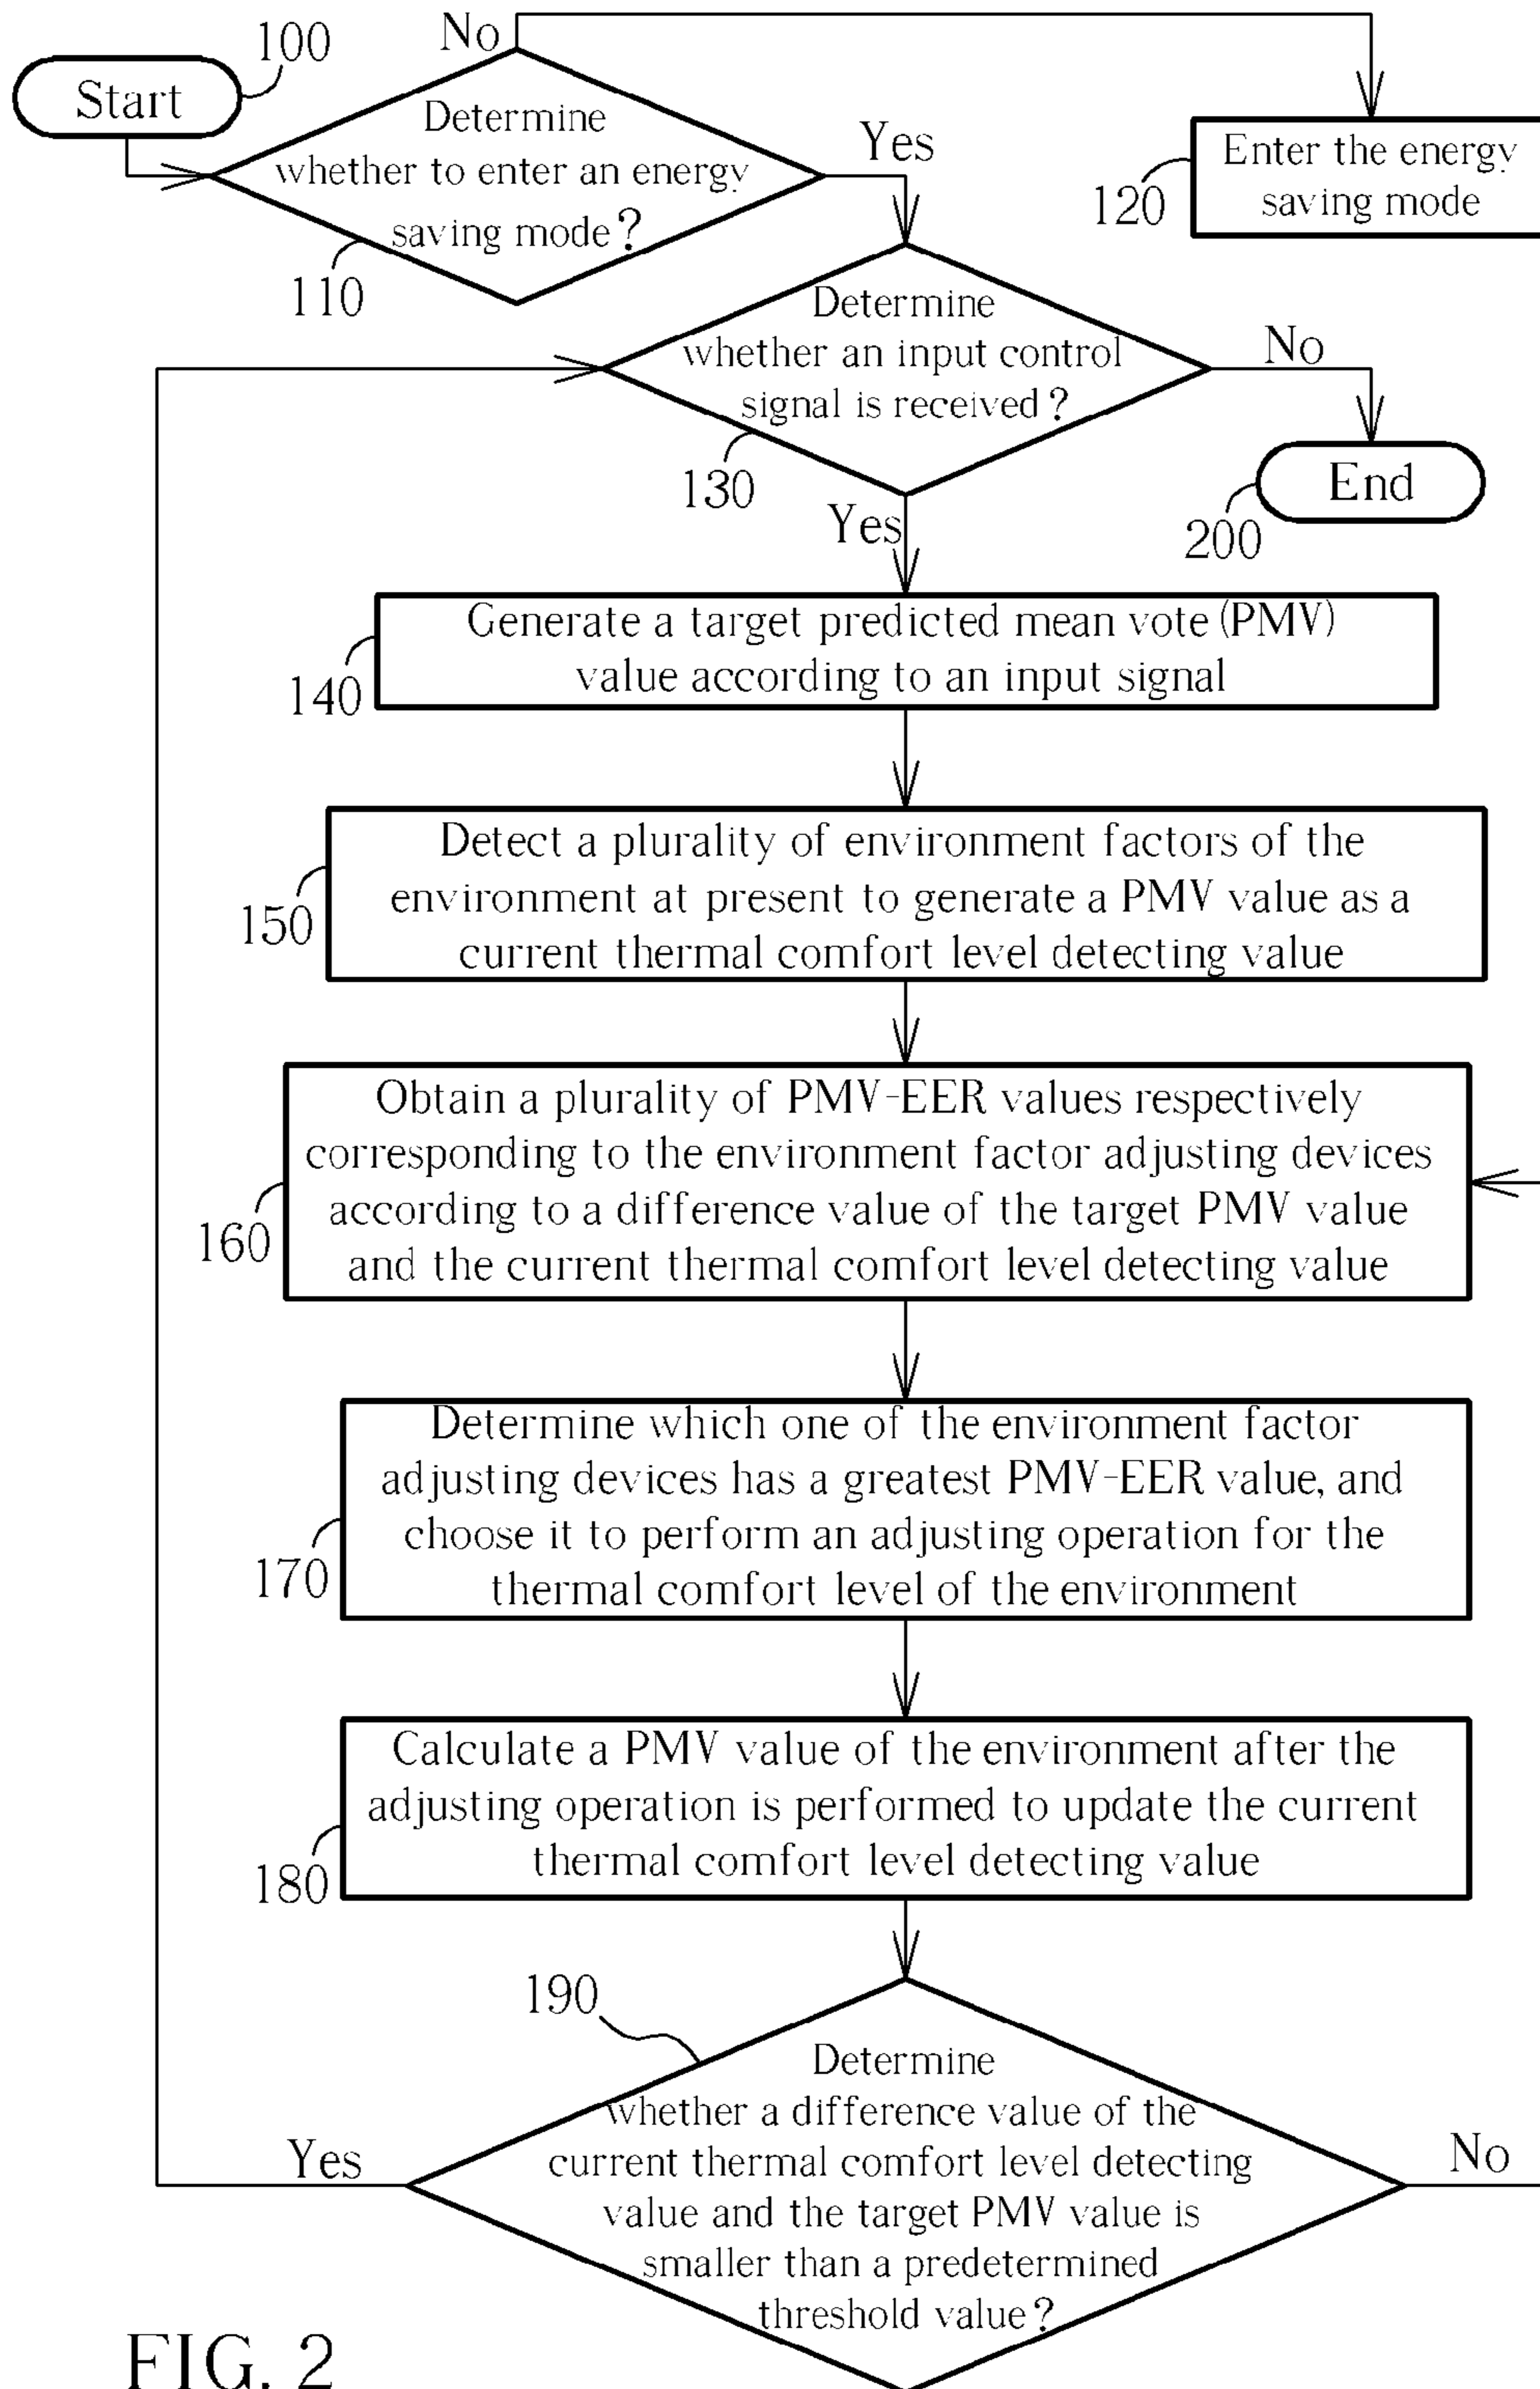 100
No
Start
Determine
whether to enter an energy
saving mode?
Yes
Enter the energy
saving mode
120
110
Determine
whether an input control
signal is received?
No
130
End
200
Yes
Generate a target predicted mean vote (PMV)
value according to an input signal
140
Detect a plurality of environment factors of the
environment at present to generate a PMV value as a
current thermal comfort level detecting value
150
Obtain a plurality of PMV-EER values respectively
corresponding to the environment factor adjusting devices
according to a difference value of the target PMV value
and the current thermal comfort level detecting value
160
Determine which one of the environment factor
adjusting devices has a greatest PMV-EER value, and
choose it to perform an adjusting operation for the
thermal comfort level of the environment
170
Calculate a PMV value of the environment after the
adjusting operation is performed to update the current
thermal comfort level detecting value
180
190
Determine
whether a difference value of the
current thermal comfort level detecting
value and the target PMV value is
smaller than a predetermined
threshold value?
Yes
No
FIG. 2